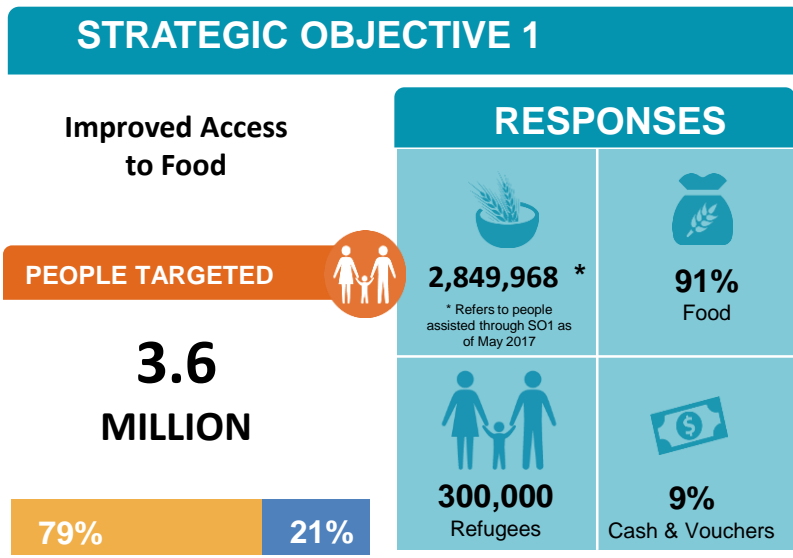 STRATEGIC OBJECTIVE 1
Improved Access
to Food
PEOPLE TARGETED
3.6
MILLION
79%
21%
RESPONSES
2,849,968 *
* Refers to people
assisted through SO1 as
of May 2017
91%
Food
300,000
Refugees
9%
Cash & Vouchers